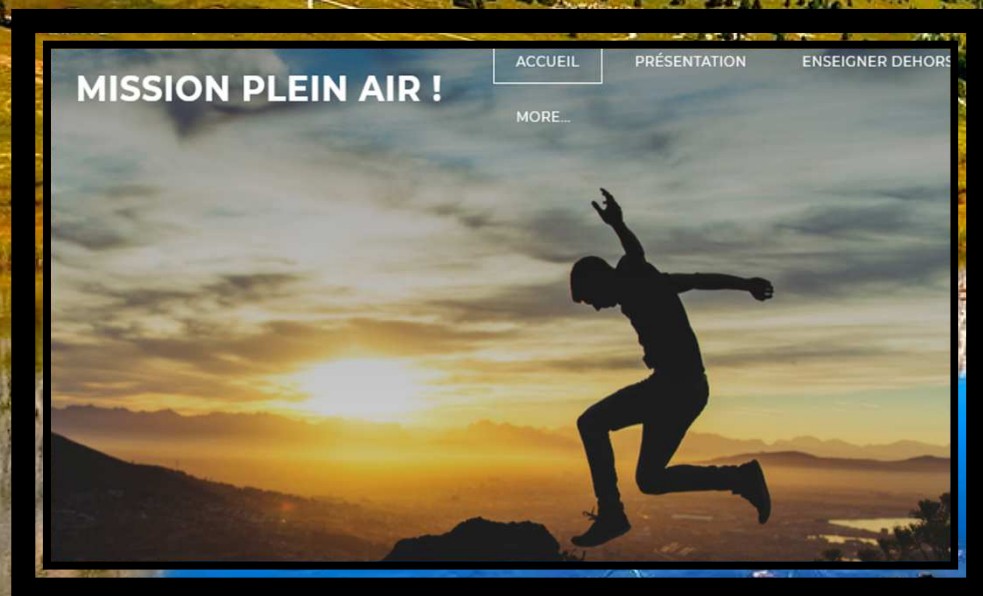 ACCUEIL PRÉSENTATION ENSEIGNER DEHORS
MISSION PLEIN AIR !
MORE...